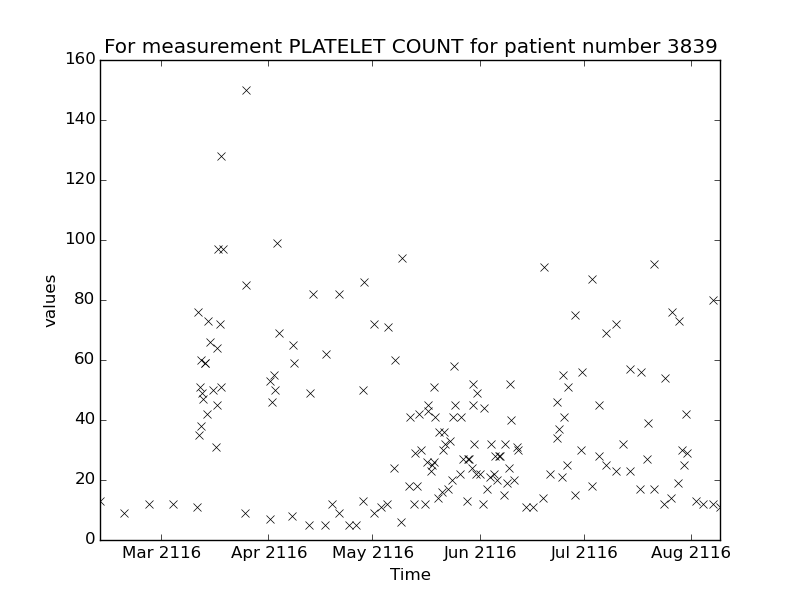 For measurement PLATELET COUNT for patient number 3839
160
140
120
100
80
60
40
20
0
values
Mar 2116 Apr 2116 May 2116 Jun 2116 Jul 2116 Aug 2116
Time